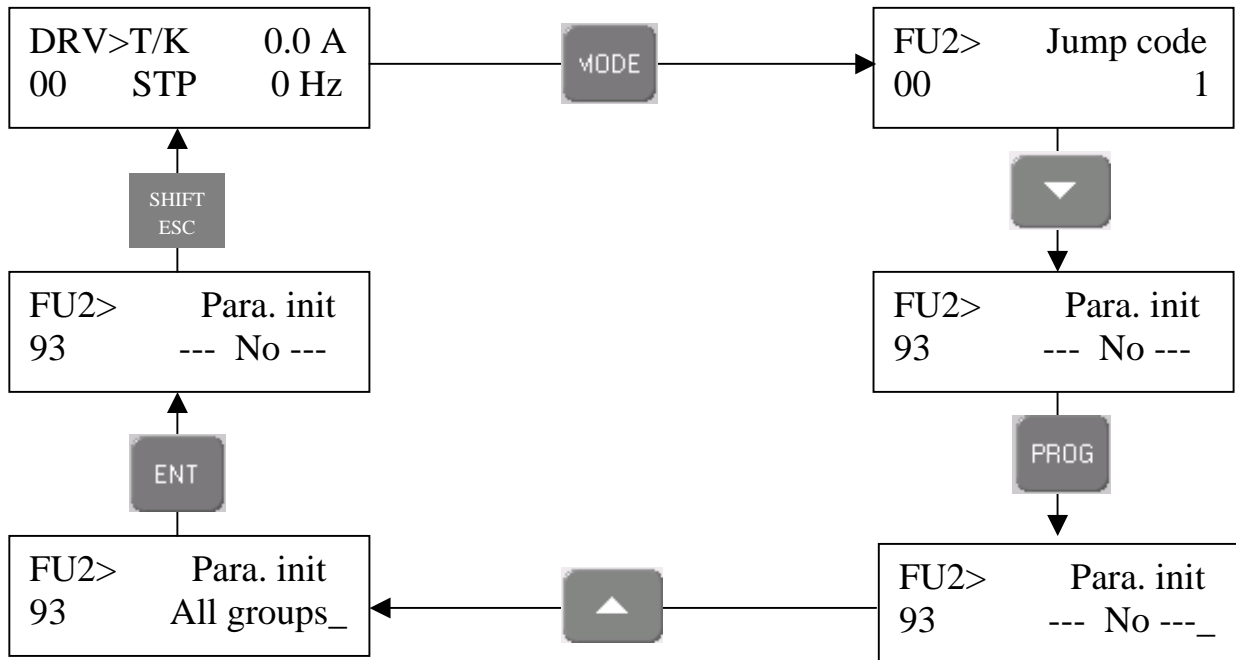 DRV>T/K 0.0 A
00 STP 0 Hz
MODE
FU2> Jump code
00 1
SHIFT
ESC
FU2> Para. init
93 --- No ---
FU2> Para. init
93 --- No ---
PROG
ENT
FU2> Para. init
93 All groups_
FU2> Para. init
93 --- No ---_